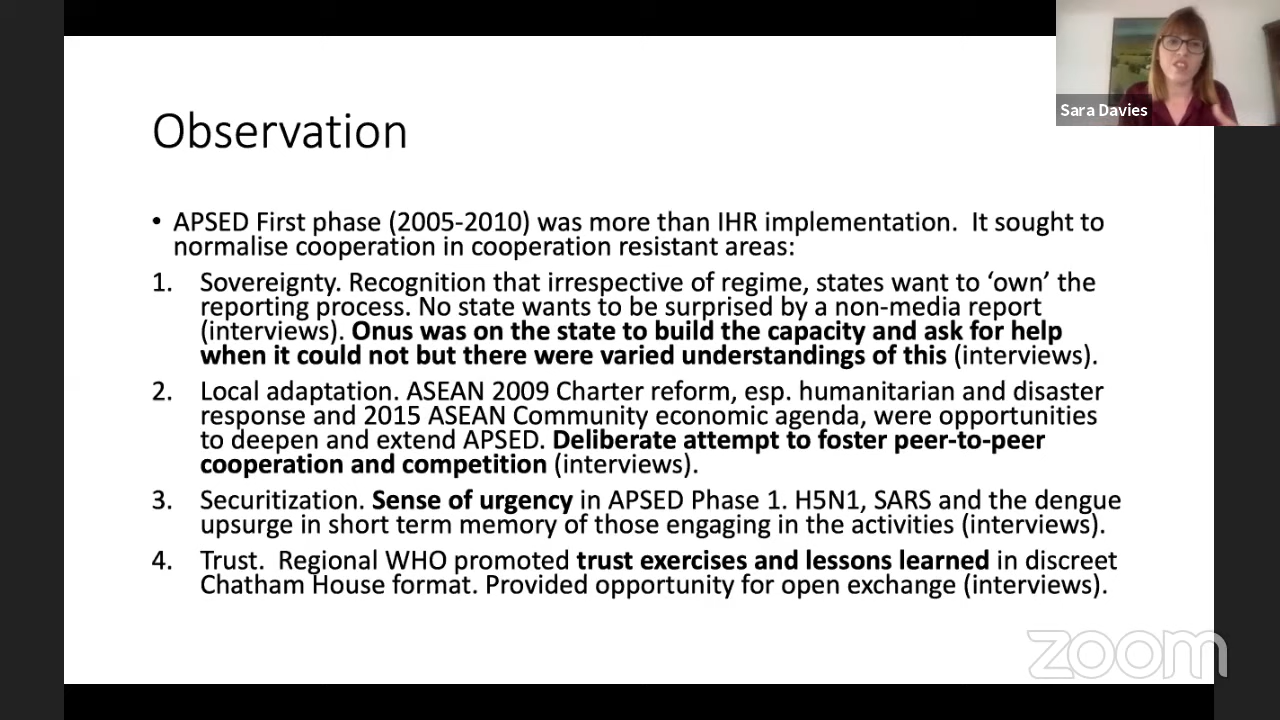 Sara Davies
Observation
• APSED First phase (2005-2010) was more than IHR implementation.  It sought to
normalise cooperation in cooperation resistant areas:
1. Sovereignty. Recognition that irrespective of regime, states want to ‘own’ the
reporting process. No state wants to be surprised by a non-media report
(interviews). Onus was on the state to build the capacity and ask for help
when it could not but there were varied understandings of this (interviews).
2. Local adaptation. ASEAN 2009 Charter reform, esp. humanitarian and disaster
response and 2015 ASEAN Community economic agenda, were opportunities
to deepen and extend APSED. Deliberate attempt to foster peer-to-peer
cooperation and competition (interviews).
3. Securitization. Sense of urgency in APSED Phase 1. H5N1, SARS and the dengue
upsurge in short term memory of those engaging in the activities (interviews).
4. Trust.  Regional WHO promoted trust exercises and lessons learned in discreet
Chatham House format. Provided opportunity for open exchange (interviews).
zoom